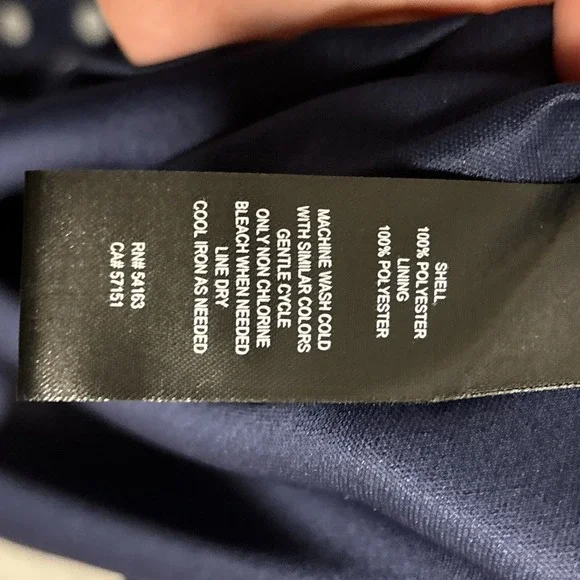 SHELL
100% POLYESTER
LINING
100% POLYESTER
MACHINE WASH COLD
WITH SIMILAR COLORS
GENTLE CYCLE
ONLY NON CHLORINE
BLEACH WHEN NEEDED
LINE DRY
COOL IRON AS NEEDED
RN# 54163
CA# 57151